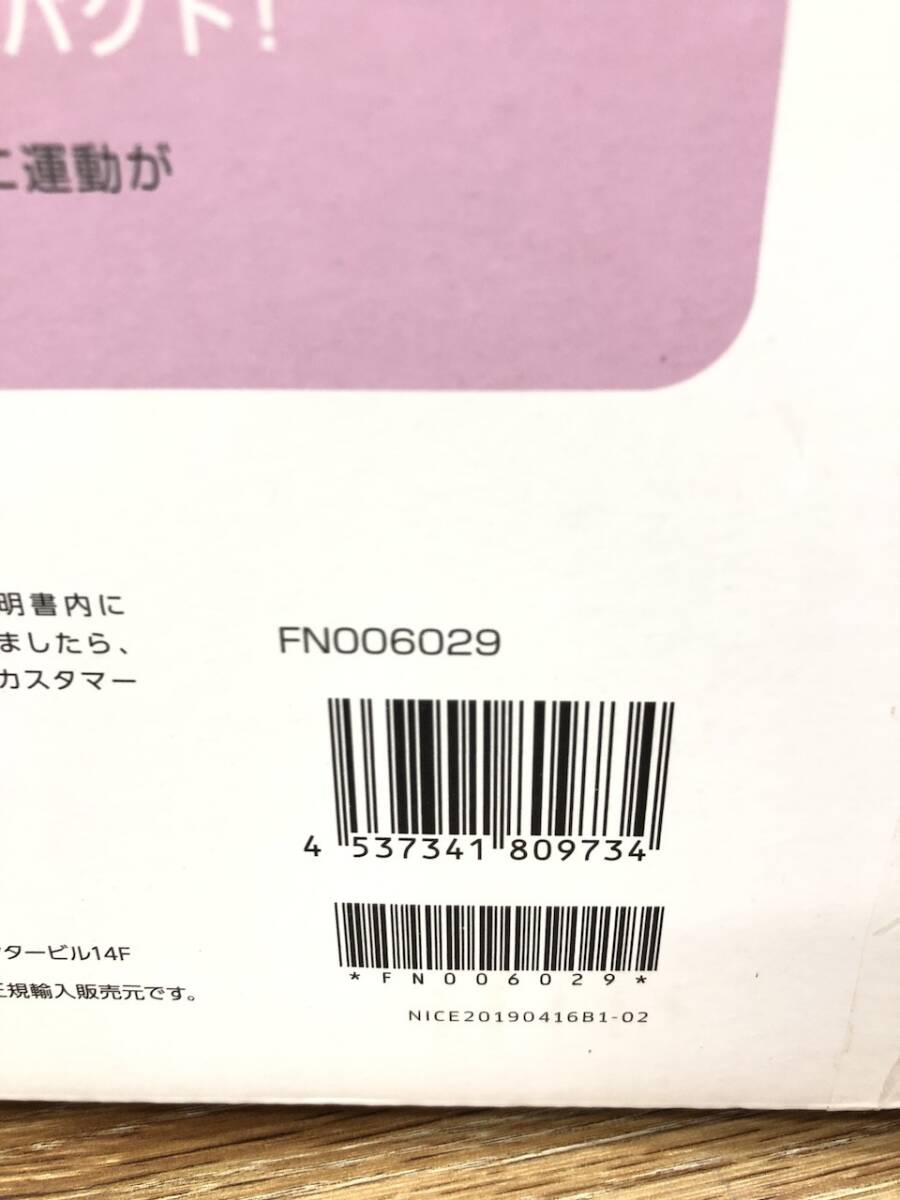 パクト!
に運動が
明書内に
ましたら、
カスタマー
FN006029
4 537341 809734
*FN006029*
NICE20190416B1-02
タービル14F
正規輸入販売元です。